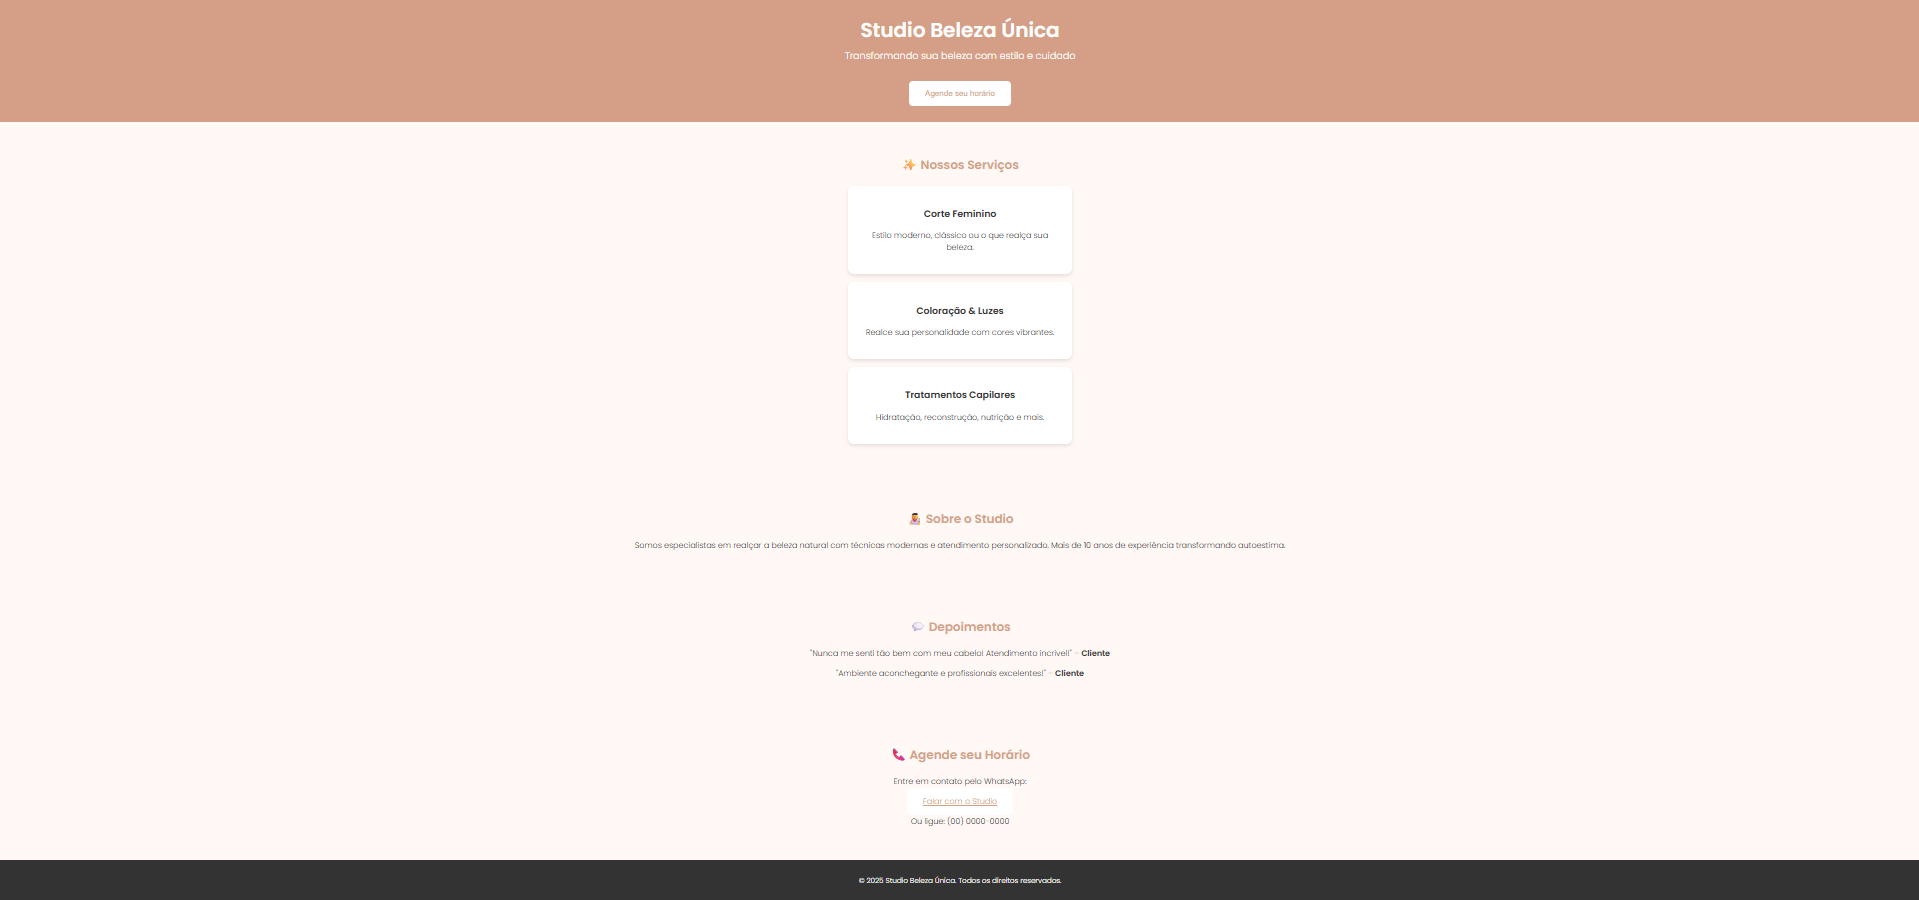 Studio Beleza Única
Transformando sua beleza com estilo e cuidado
Agende seu horário
✨ Nossos Serviços
Corte Feminino
Estilo moderno, clássico ou o que realça sua
beleza.
Coloração & Luzes
Realce sua personalidade com cores vibrantes.
Tratamentos Capilares
Hidratação, reconstrução, nutrição e mais.
Sobre o Studio
Somos especialistas em realçar a beleza natural com técnicas modernas e atendimento personalizado. Mais de 10 anos de experiência transformando autoestima.
Depoimentos
"Nunca me senti tão bem com meu cabelo! Atendimento incrível!" - Cliente
"Ambiente aconchegante e profissionais excelentes!" - Cliente
Agende seu Horário
Entre em contato pelo WhatsApp:
Falar com o Studio
Ou ligue: (00) 0000-0000
© 2025 Studio Beleza Única. Todos os direitos reservados.